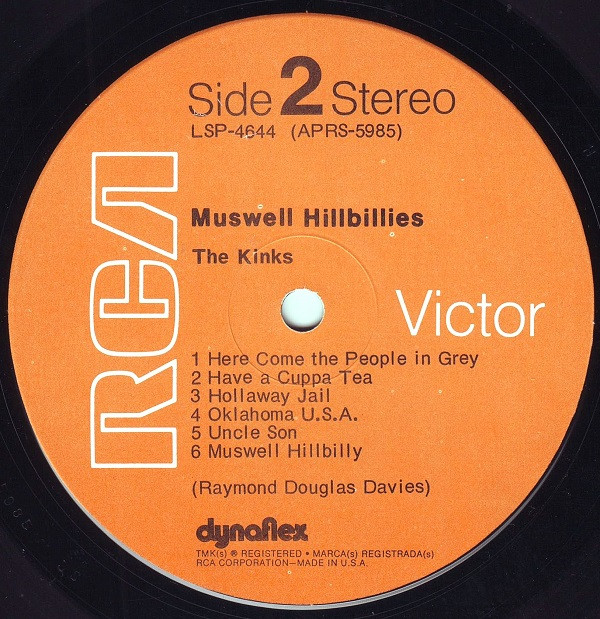 Side 2 Stereo
LSP-4644 (APRS-5985)
RCA
Muswell Hillbillies
The Kinks
Victor
1 Here Come the People in Grey
2 Have a Cuppa Tea
3 Hollaway Jail
4 Oklahoma U.S.A.
5 Uncle Son
6 Muswell Hillbilly
(Raymond Douglas Davies)
dynaflex
TMK(s) ® REGISTERED • MARCA(s) REGISTRADA(s)
RCA CORPORATION—MADE IN U.S.A.